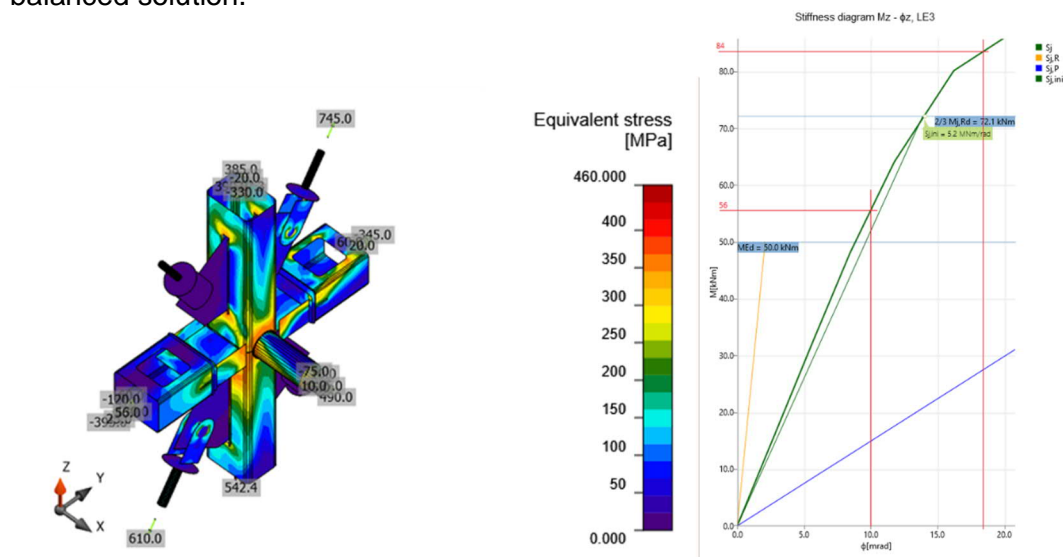 balanced solution.
745.0
385.0
-20.0
-330.0
-345.0
20.0
-75.0
10.0
490.0
-170.0
56.0
542.4
610.0
Z
Y
X
Equivalent stress
[MPa]
460.000
400
350
300
250
200
150
100
50
0.000
Stiffness diagram Mz - ϕz, LE3
84
80.0
70.0
60.0
56
50.0
40.0
30.0
20.0
10.0
0.0
M[kNm]
2/3 Mj,Rd = 72.1 kNm
Sj,ini = 5.2 MNm/rad
MEd = 50.0 kNm
0.0 5.0 10.0 15.0 20.0
ϕ[mrad]
Sj
Sj,R
Sj,P
Sj,ini